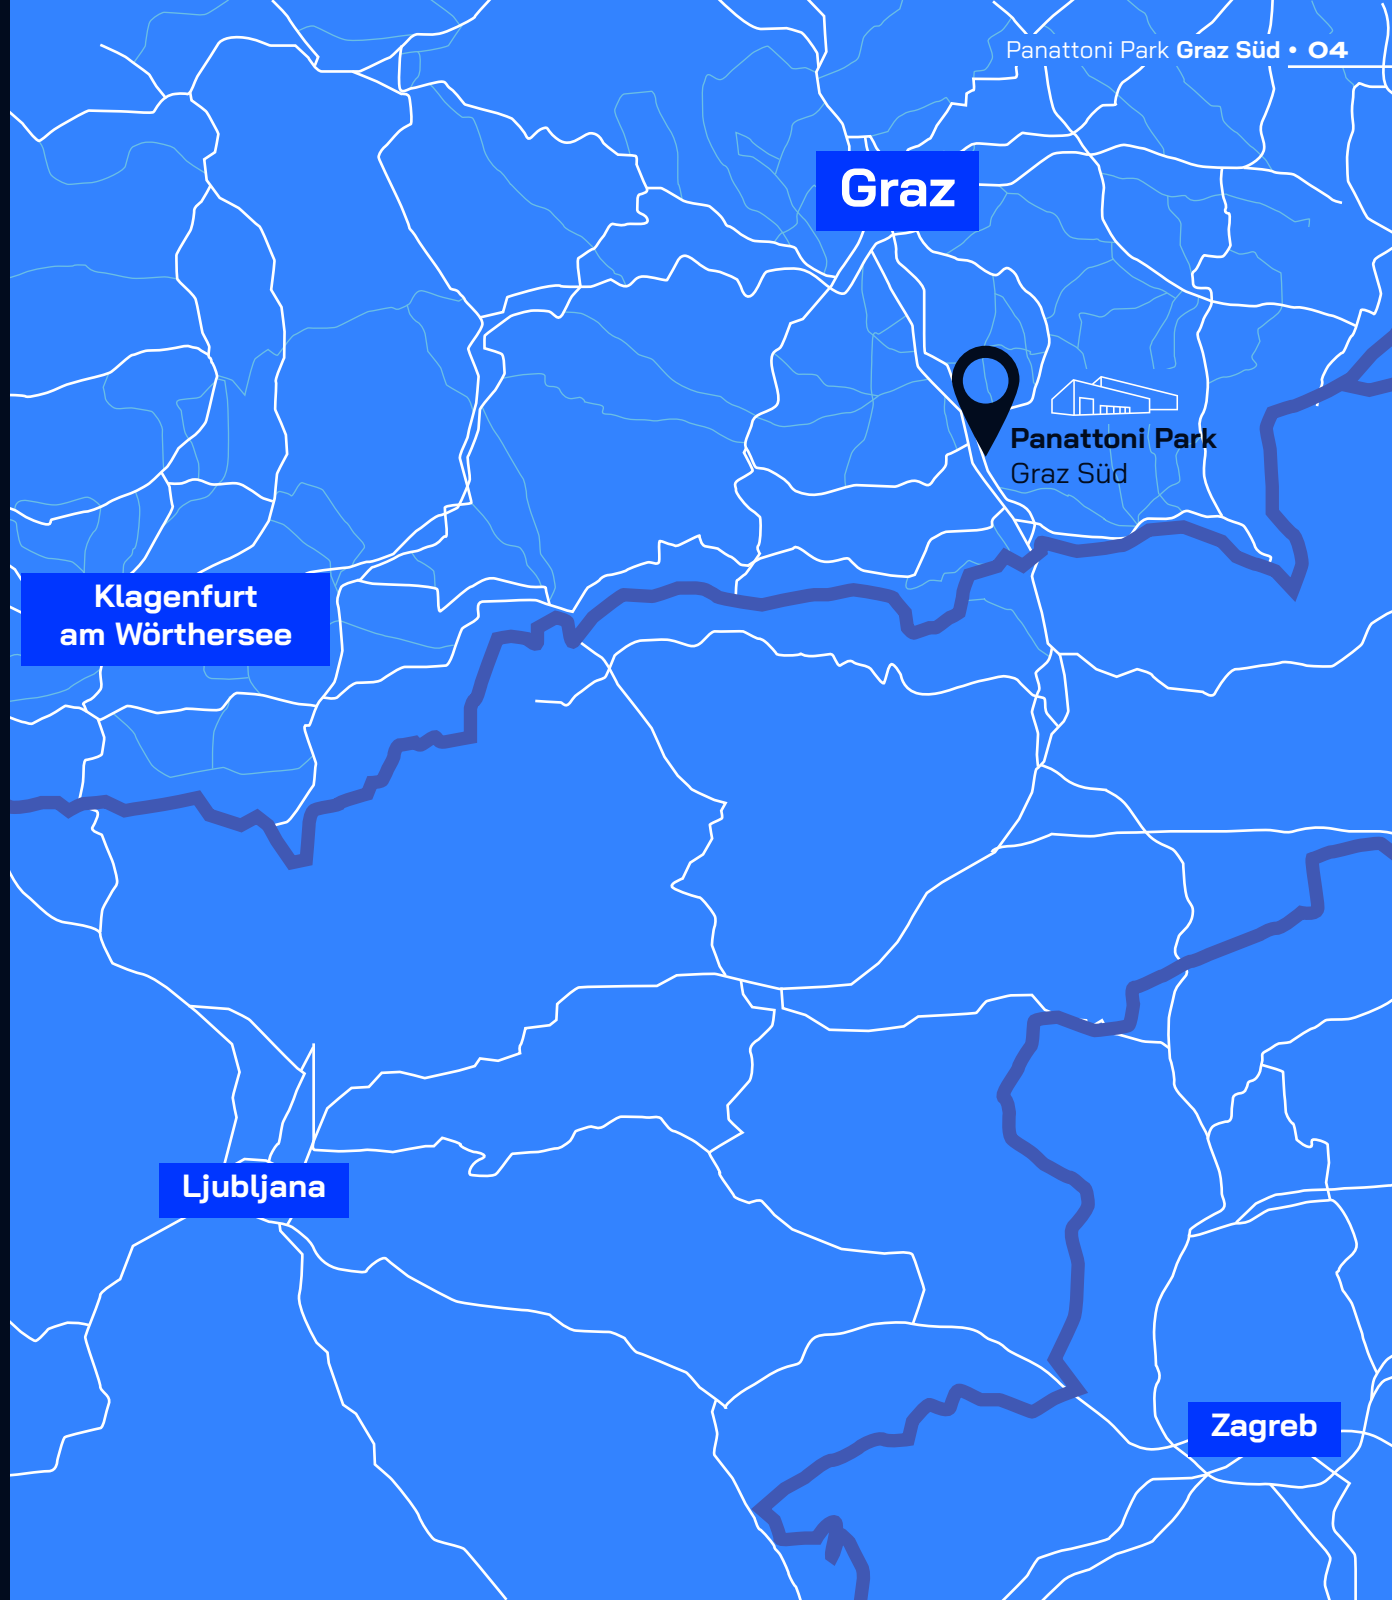 Panattoni Park Graz Süd • 04
Graz
Panattoni Park
Graz Süd
Klagenfurt
am Wörthersee
Ljubljana
Zagreb